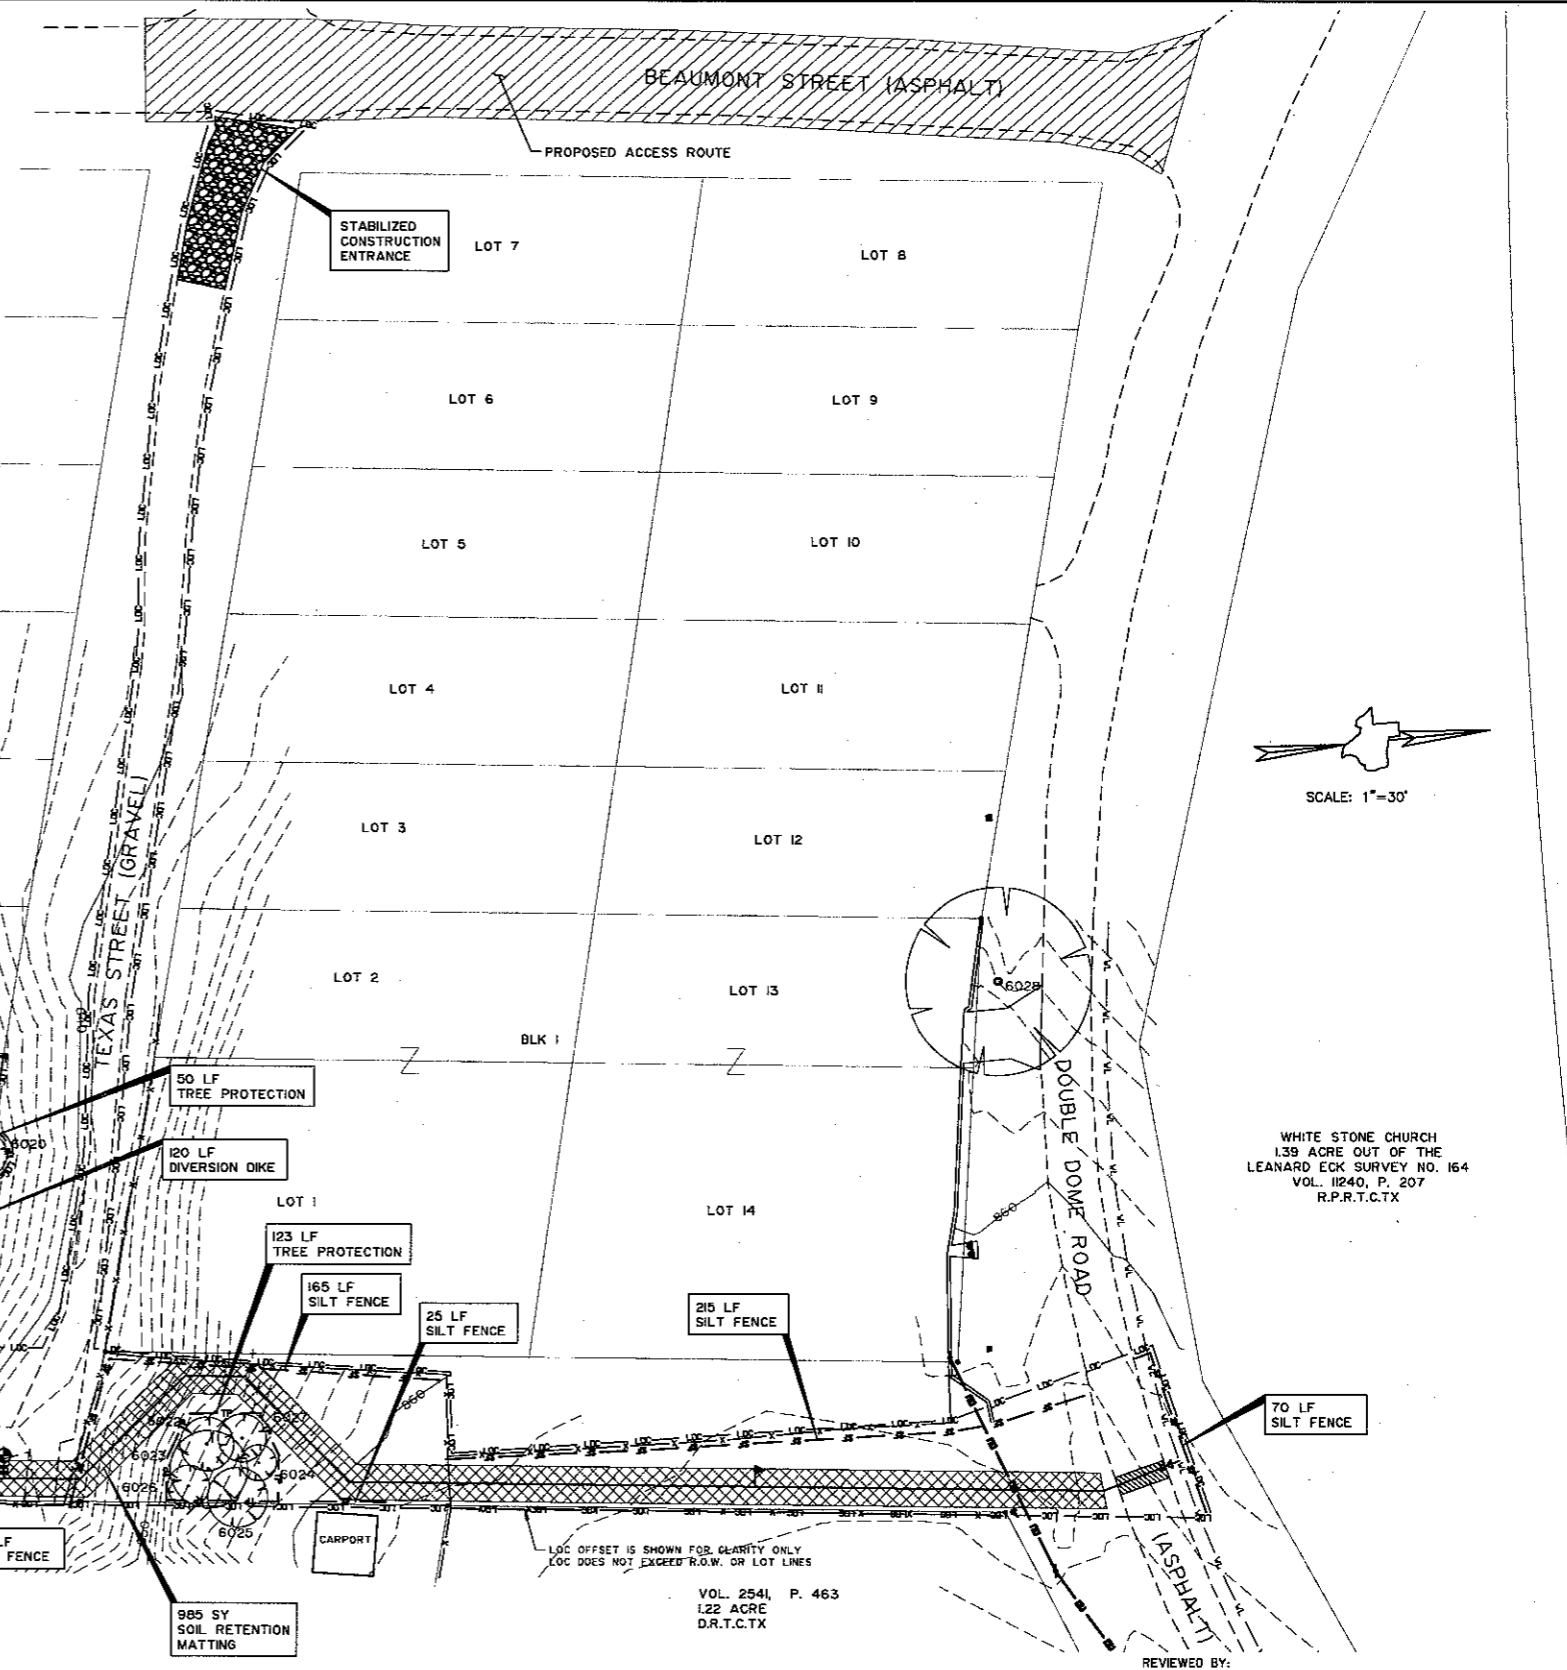 BEAUMONT STREET (ASPHALT)
PROPOSED ACCESS ROUTE
STABILIZED
CONSTRUCTION
ENTRANCE
LOT 7
LOT 8
LOT 6
LOT 9
LOT 5
LOT 10
LOT 4
LOT 11
SCALE: 1"=30'
TEXAS STREET (GRAVEL)
LOT 3
LOT 12
LOT 2
LOT 13
6028
BLK 1
DOUBLE DOME ROAD
50 LF
TREE PROTECTION
6020
120 LF
DIVERSION DIKE
WHITE STONE CHURCH
1.39 ACRE OUT OF THE
LEANARD ECK SURVEY NO. 164
VOL. 11240, P. 207
R.P.R.T.C.TX
LOT 1
LOT 14
860
123 LF
TREE PROTECTION
165 LF
SILT FENCE
25 LF
SILT FENCE
215 LF
SILT FENCE
860
70 LF
SILT FENCE
6022
TP
6027
6023
6024
6026
6025
CARPORT
LOC OFFSET IS SHOWN FOR CLARITY ONLY
LOC DOES NOT EXCEED R.O.W. OR LOT LINES
LF
FENCE
(ASPHALT)
VOL. 2541, P. 463
1.22 ACRE
D.R.T.C.TX
985 SY
SOIL RETENTION
MATTING
REVIEWED BY: